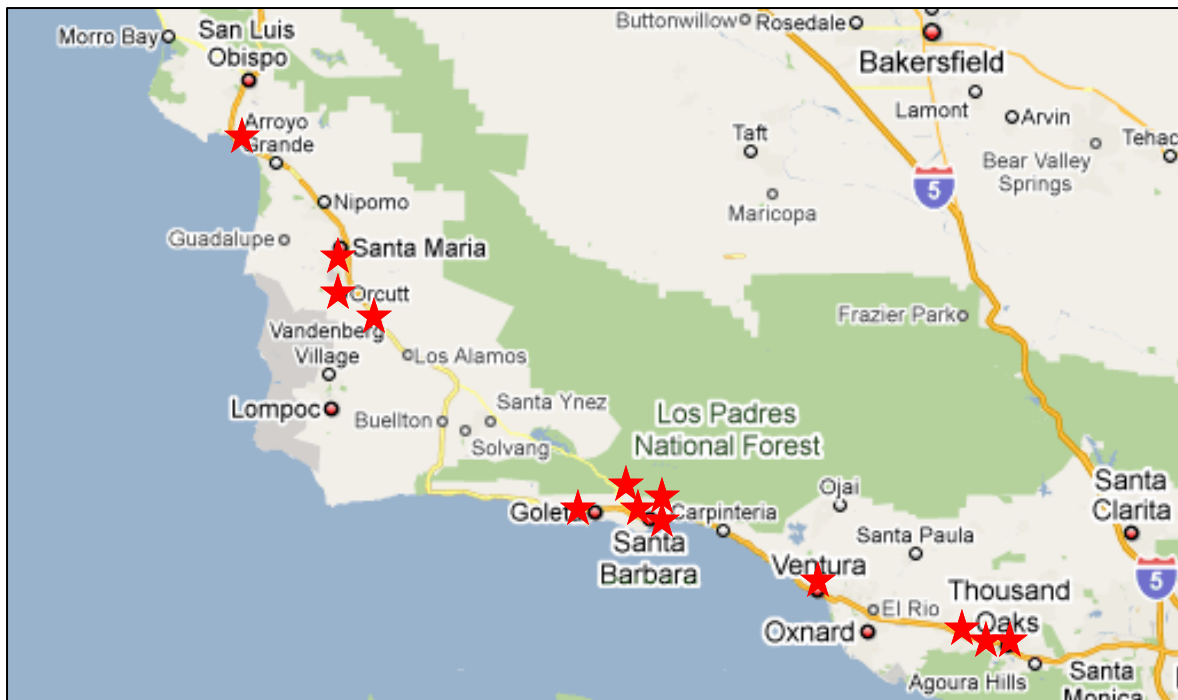 Morro Bay
San Luis
Obispo
Buttonwillow
Rosedale
Bakersfield
Lamont
Arvin
Tehac
Bear Valley
Springs
Taft
Maricopa
5
Arroyo
Grande
Nipomo
Guadalupe
Santa Maria
Orcutt
Vandenberg
Village
Los Alamos
Lompoc
Buellton
Santa Ynez
Solvang
Frazier Park
Los Padres
National Forest
Goleta
Santa
Barbara
Carpinteria
Ojai
Santa Paula
Santa
Clarita
5
Ventura
El Rio
Oxnard
Thousand
Oaks
Agoura Hills
Santa
Monica